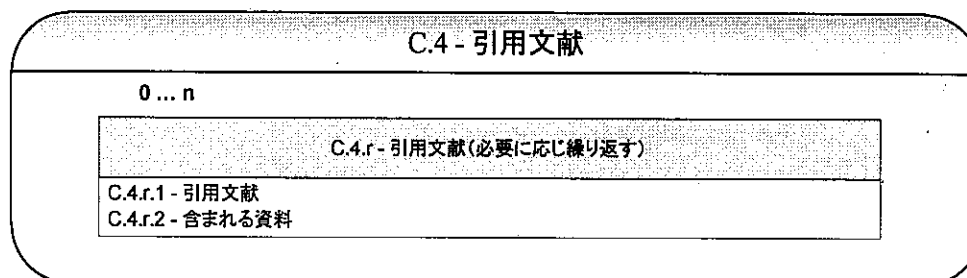 C.4 - 引用文献
0 ... n
C.4.r - 引用文献(必要に応じ繰り返す)
C.4.r.1 - 引用文献
C.4.r.2 - 含まれる資料